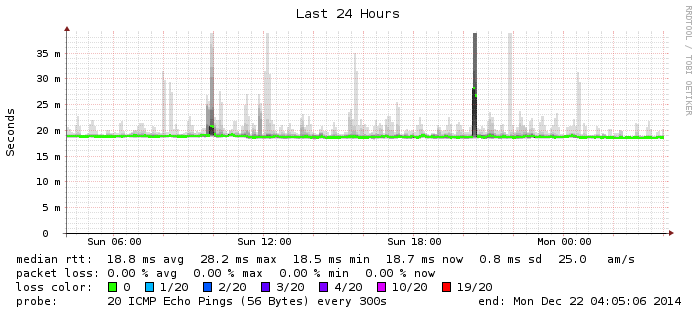 Last 24 Hours
RRDTOOL / TOBI OETIKER
Seconds
35 m
30 m
25 m
20 m
15 m
10 m
5 m
0
Sun 06:00 Sun 12:00 Sun 18:00 Mon 00:00
median rtt: 18.8 ms avg 28.2 ms max 18.5 ms min 18.7 ms now 0.8 ms sd 25.0 am/s
packet loss: 0.00 % avg 0.00 % max 0.00 % min 0.00 % now
loss color: 0 1/20 2/20 3/20 4/20 10/20 19/20
probe: 20 ICMP Echo Pings (56 Bytes) every 300s end: Mon Dec 22 04:05:06 2014